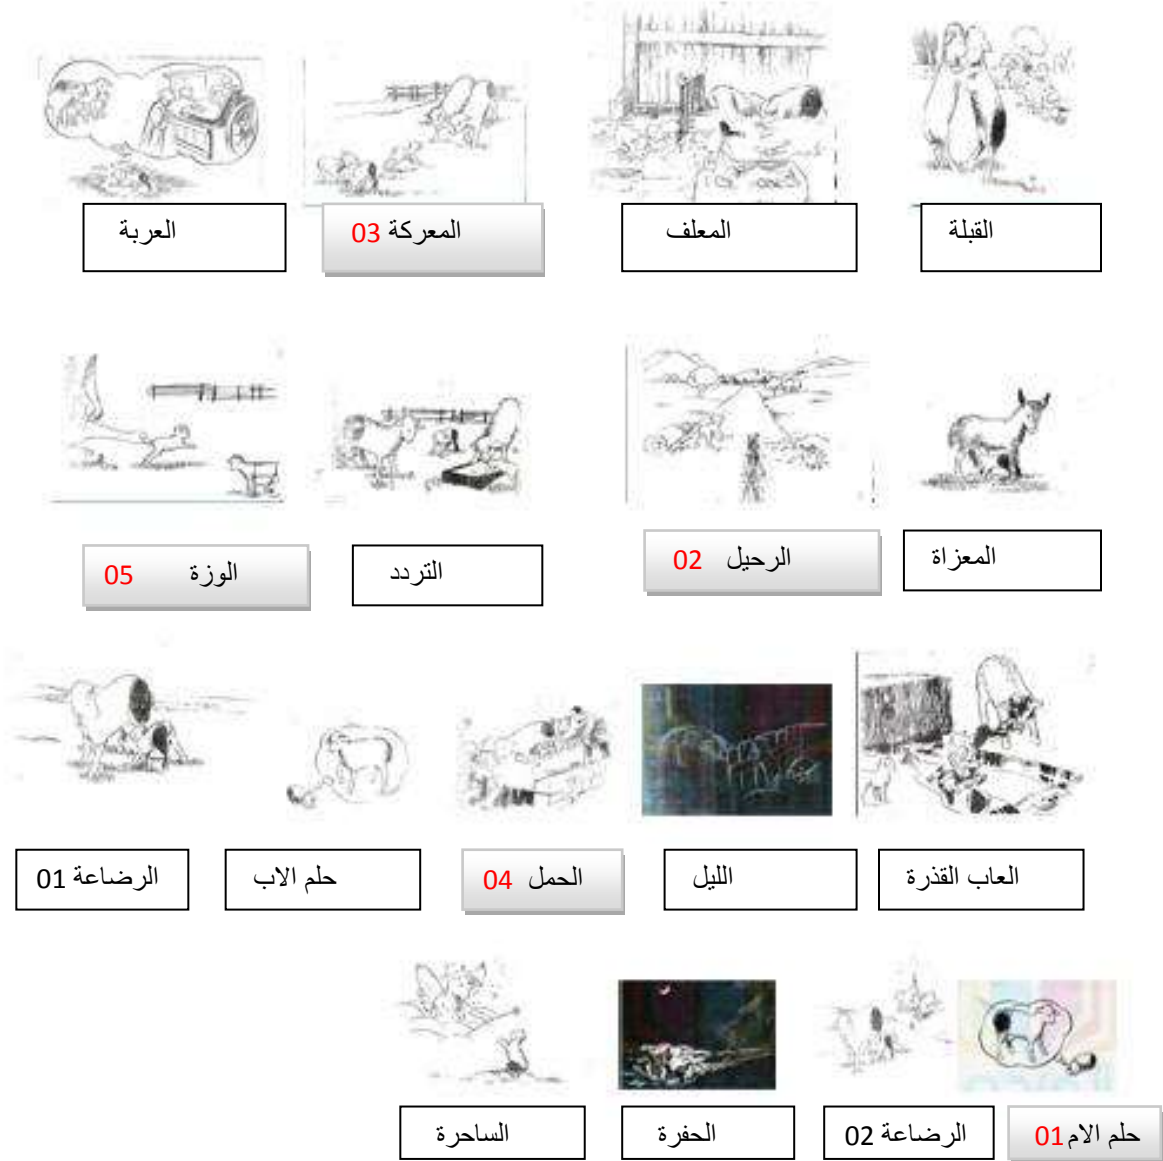 القبلة
المعلف
المعركة 03
العربة
المعزاة
الرحيل 02
التردد
الوزة 05
العاب القذرة
الليل
الحمل 04
حلم الاب
الرضاعة 01
حلم الام 01
الرضاعة 02
الحفرة
الساحرة